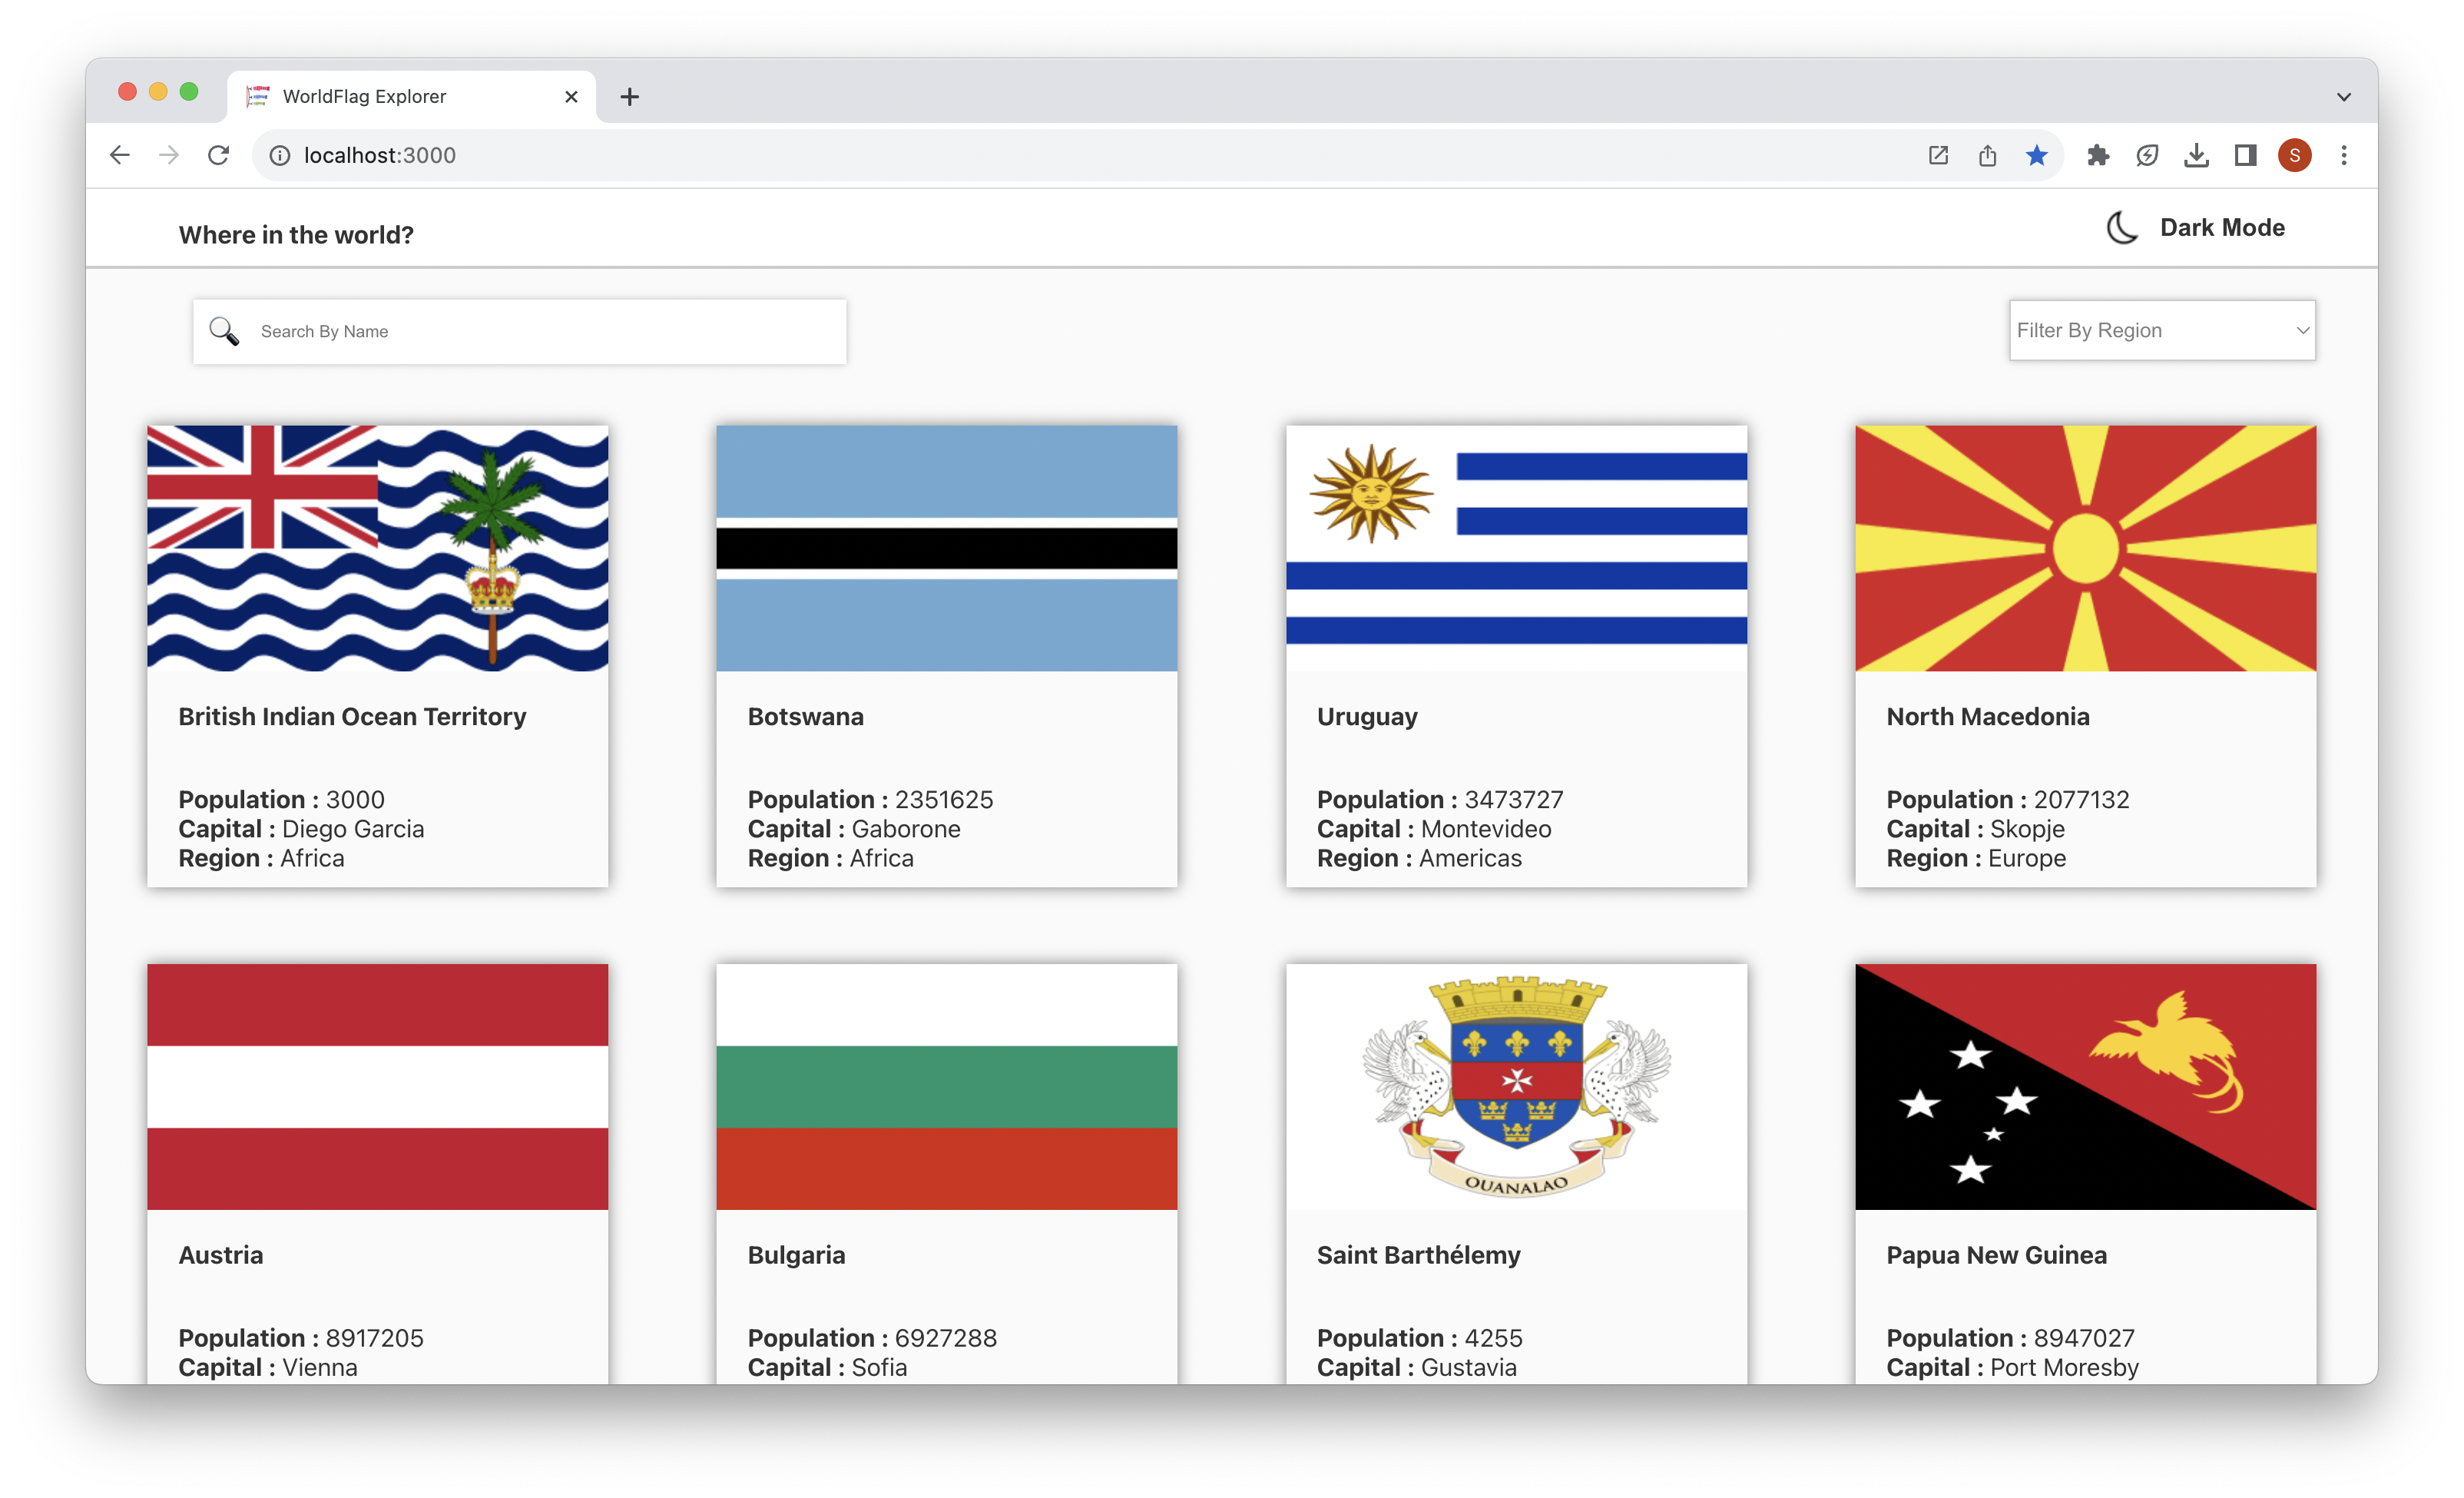 WorldFlag Explorer
localhost:3000
S
Where in the world?
Dark Mode
Search By Name
Filter By Region
British Indian Ocean Territory
Population : 3000
Capital : Diego Garcia
Region : Africa
Botswana
Population : 2351625
Capital : Gaborone
Region : Africa
Uruguay
Population : 3473727
Capital : Montevideo
Region : Americas
North Macedonia
Population : 2077132
Capital : Skopje
Region : Europe
OUANALAO
Austria
Population : 8917205
Capital : Vienna
Bulgaria
Population : 6927288
Capital : Sofia
Saint Barthélemy
Population : 4255
Capital : Gustavia
Papua New Guinea
Population : 8947027
Capital : Port Moresby